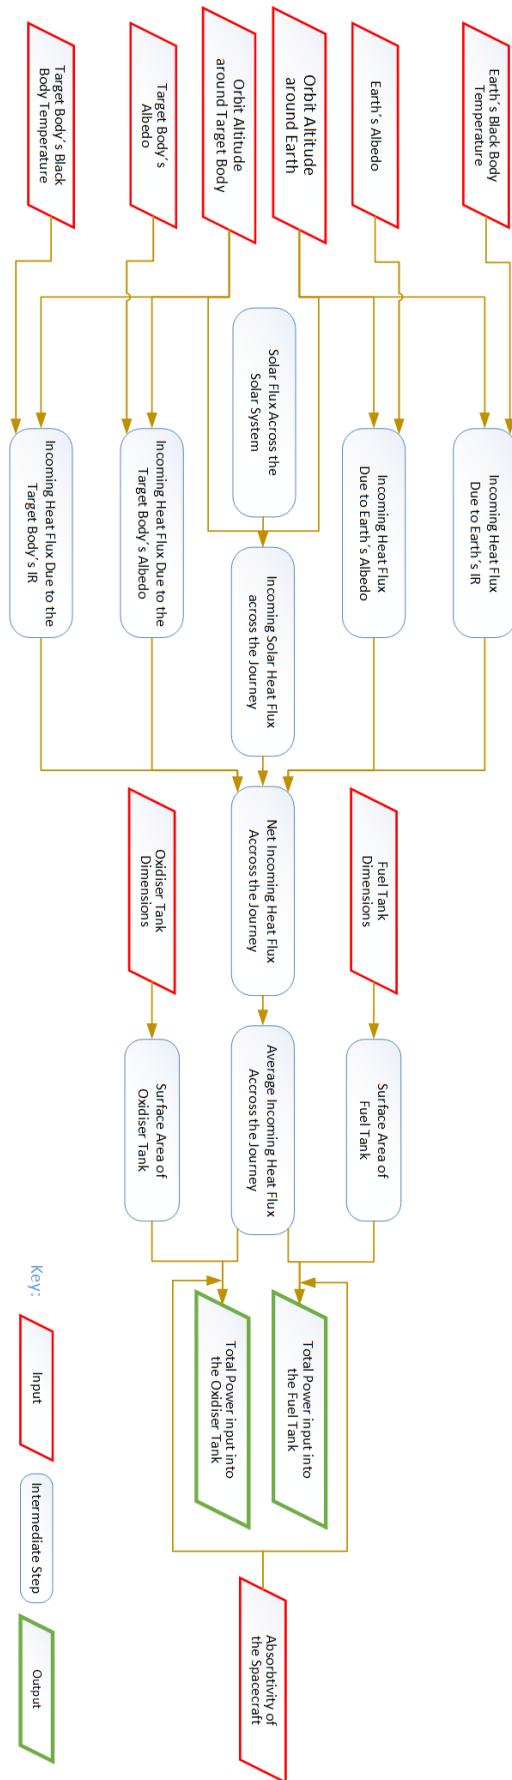 Earth's Black Body
Temperature
Earth's Albedo
Orbit Altitude
around Earth
Orbit Altitude
around Target Body
Target Body's
Albedo
Target Body's Black
Body Temperature
Incoming Heat Flux
Due to Earth's IR
Incoming Heat Flux
Due to Earth's Albedo
Solar Flux Across the
Solar System
Incoming Heat Flux Due to the
Target Body's Albedo
Incoming Heat Flux Due to the
Target Body's IR
Incoming Solar Heat Flux
across the Journey
Fuel Tank
Dimensions
Net Incoming Heat Flux
Accross the Journey
Oxidiser Tank
Dimensions
Surface Area of
Fuel Tank
Average Incoming Heat Flux
Accross the Journey
Surface Area of
Oxidiser Tank
Total Power input into
the Fuel Tank
Total Power input into
the Oxidiser Tank
Absorbtivity of
the Spacecraft
Key:
Input
Intermediate Step
Output